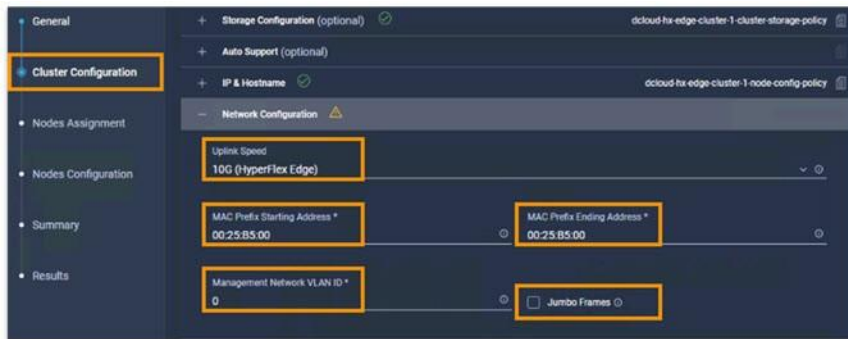 General
Cluster Configuration
Nodes Assignment
Nodes Configuration
Summary
Results
+ Storage Configuration (optional) dcloud-hx-edge-cluster-1-cluster-storage-policy
+ Auto Support (optional)
+ IP & Hostname dcloud-hx-edge-cluster-1-node-config-policy
− Network Configuration
Uplink Speed
10G (HyperFlex Edge)
MAC Prefix Starting Address * MAC Prefix Ending Address *
00:25:B5:00 00:25:B5:00
Management Network VLAN ID *
0 Jumbo Frames